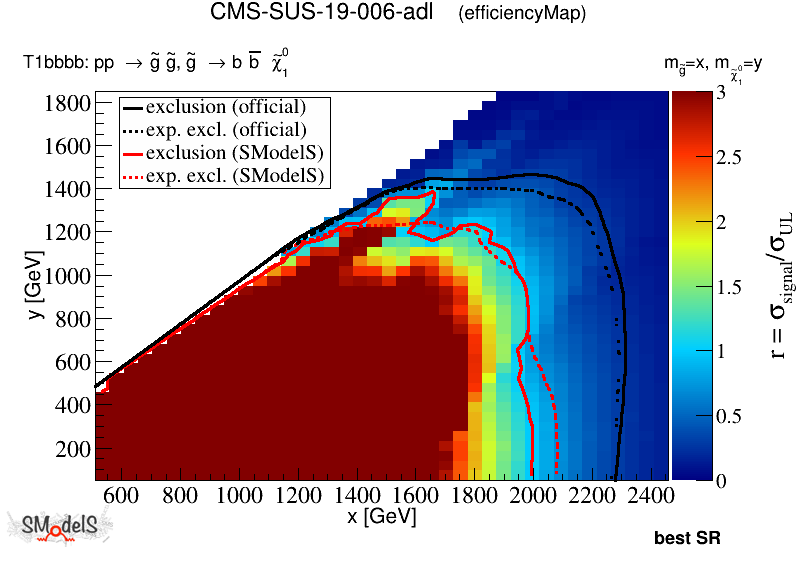 CMS-SUS-19-006-adl (efficiencyMap)
T1bbbb: pp → g̃ g̃, g̃ → b b̅ χ̃₁⁰ m_g̃=x, m_χ̃₁⁰=y
exclusion (official)
exp. excl. (official)
exclusion (SModelS)
exp. excl. (SModelS)
1800
1600
1400
1200
1000
800
600
400
200
y [GeV]
600 800 1000 1200 1400 1600 1800 2000 2200 2400
x [GeV]
3
2.5
2
1.5
1
0.5
0
r = σ_signal/σ_UL
SModelS
best SR